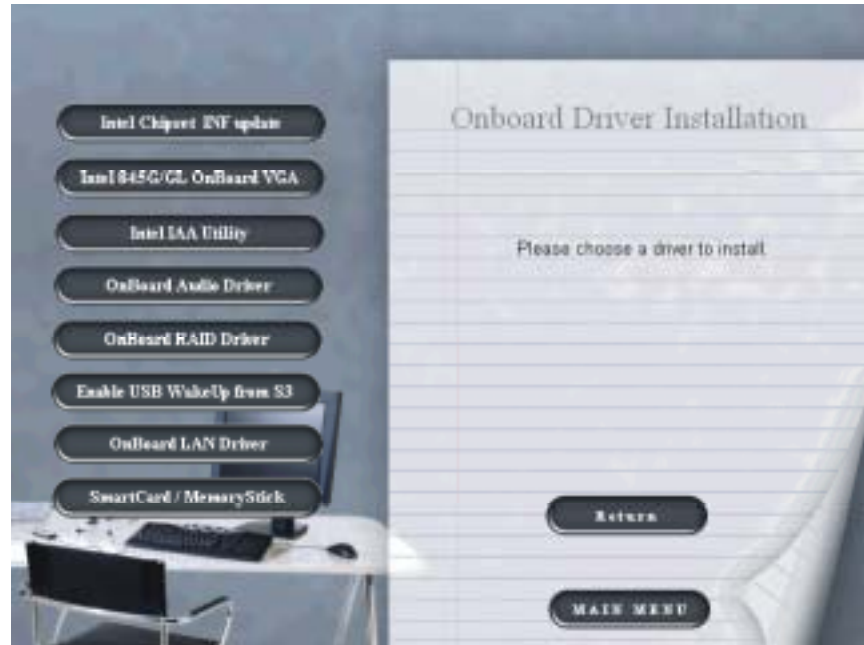 Intel Chipset INF update
Intel 845G/GL OnBoard VGA
Intel IAA Utility
OnBoard Audio Driver
OnBoard RAID Driver
Enable USB WakeUp from S3
OnBoard LAN Driver
SmartCard / MemoryStick
Onboard Driver Installation
Please choose a driver to install.
Return
MAIN MENU